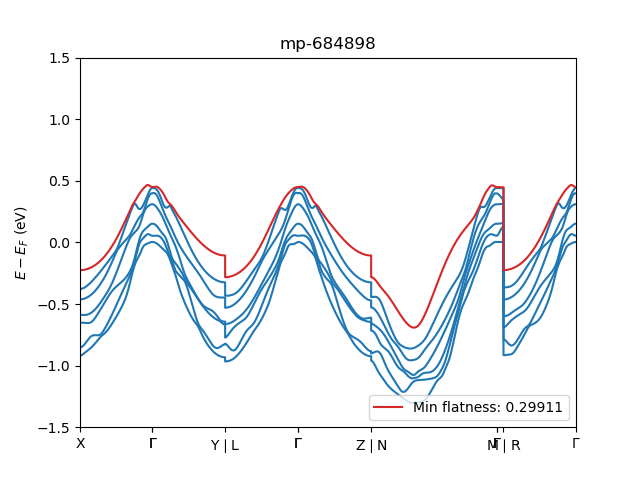 mp-684898
E − E_F (eV)
1.5
1.0
0.5
0.0
−0.5
−1.0
−1.5
Min flatness: 0.29911
X Γ Y | L Γ Z | N Γ M | R Γ